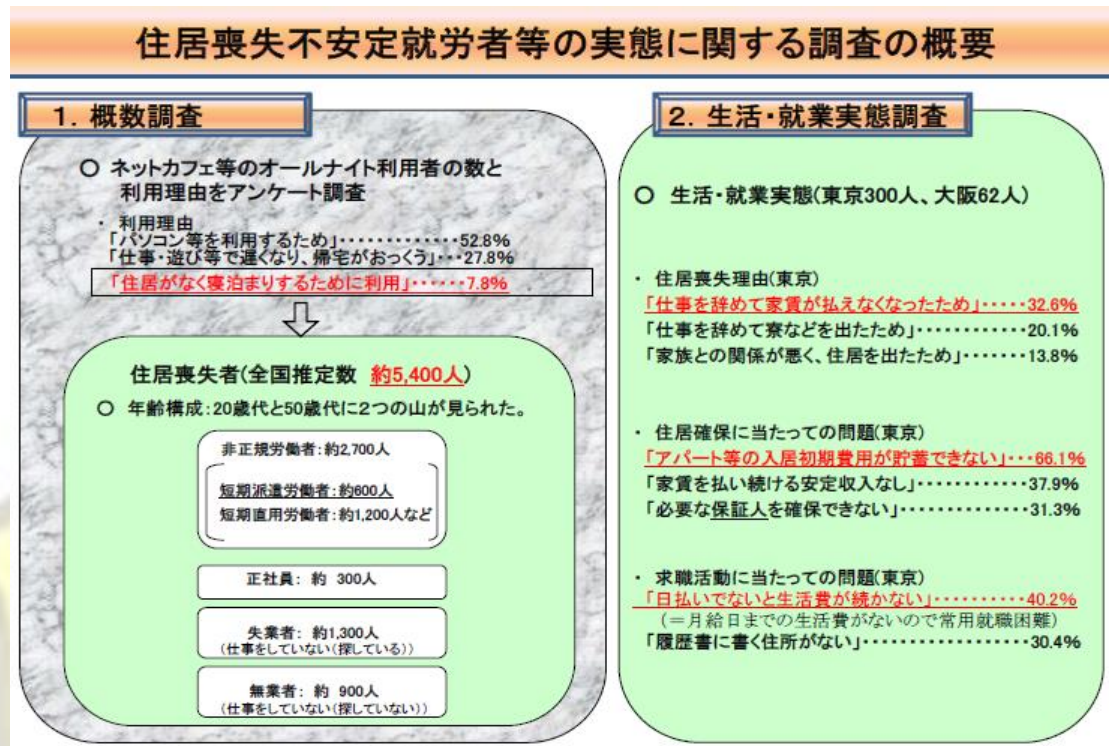 住居喪失不安定就労者等の実態に関する調査の概要
1. 概数調査
○ ネットカフェ等のオールナイト利用者の数と
利用理由をアンケート調査
・ 利用理由
「パソコン等を利用するため」・・・・・・・・・・・・・52.8%
「仕事・遊び等で遅くなり、帰宅がおっくう」・・・27.8%
「住居がなく寝泊まりするために利用」・・・・・・7.8%
住居喪失者(全国推定数 約5,400人)
○ 年齢構成:20歳代と50歳代に2つの山が見られた。
非正規労働者:約2,700人
短期派遣労働者:約600人
短期直用労働者:約1,200人など
正社員: 約 300人
失業者: 約1,300人
(仕事をしていない(探している))
無業者: 約 900人
(仕事をしていない(探していない))
2. 生活・就業実態調査
○ 生活・就業実態(東京300人、大阪62人)
・ 住居喪失理由(東京)
「仕事を辞めて家賃が払えなくなったため」・・・・・32.6%
「仕事を辞めて寮などを出たため」・・・・・・・・・・・・20.1%
「家族との関係が悪く、住居を出たため」・・・・・・・13.8%
・ 住居確保に当たっての問題(東京)
「アパート等の入居初期費用が貯蓄できない」・・・66.1%
「家賃を払い続ける安定収入なし」・・・・・・・・・・・・37.9%
「必要な保証人を確保できない」・・・・・・・・・・・・・・31.3%
・ 求職活動に当たっての問題(東京)
「日払いでないと生活費が続かない」・・・・・・・・・・40.2%
(=月給日までの生活費がないので常用就職困難)
「履歴書に書く住所がない」・・・・・・・・・・・・・・・・・・30.4%